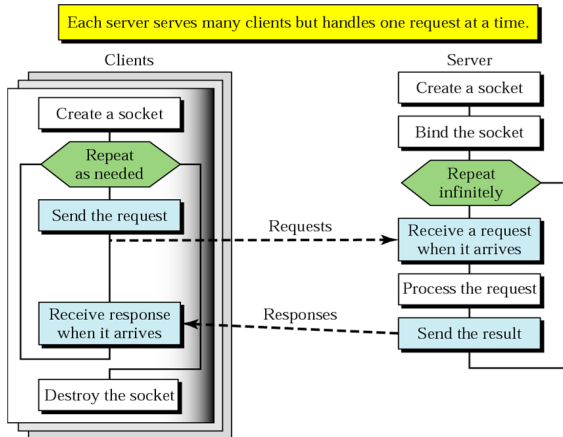 Each server serves many clients but handles one request at a time.
Clients
Create a socket
Repeat
as needed
Send the request
Requests
Receive response
when it arrives
Responses
Destroy the socket
Server
Create a socket
Bind the socket
Repeat
infinitely
Receive a request
when it arrives
Process the request
Send the result